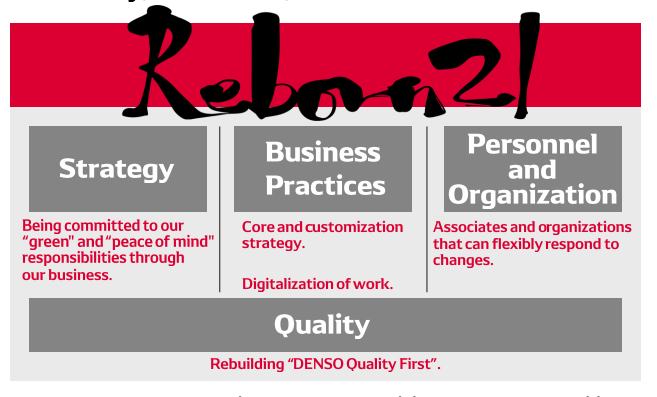 Reborn21
Strategy
Business
Practices
Personnel
and
Organization
Being committed to our
“green" and “peace of mind"
responsibilities through
our business.
Core and customization
strategy.
Digitalization of work.
Associates and organizations
that can flexibly respond to
changes.
Quality
Rebuilding “DENSO Quality First”.